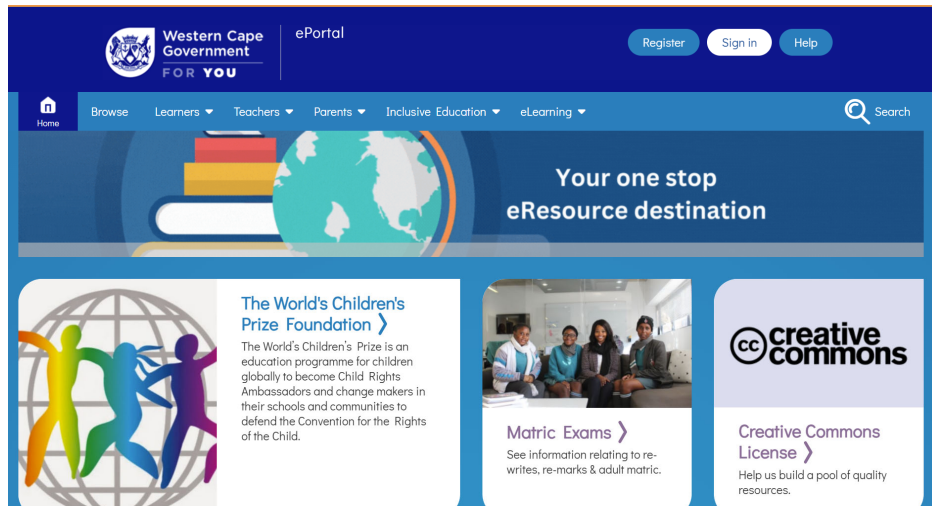 Western Cape
Government
FOR YOU
ePortal
Register
Sign in
Help
Home
Browse
Learners
Teachers
Parents
Inclusive Education
eLearning
Search
Your one stop
eResource destination
The World's Children's
Prize Foundation
The World's Children's Prize is an
education programme for children
globally to become Child Rights
Ambassadors and change makers in
their schools and communities to
defend the Convention for the Rights
of the Child.
Matric Exams
See information relating to re-
writes, re-marks & adult matric.
cc creative
commons
Creative Commons
License
Help us build a pool of quality
resources.